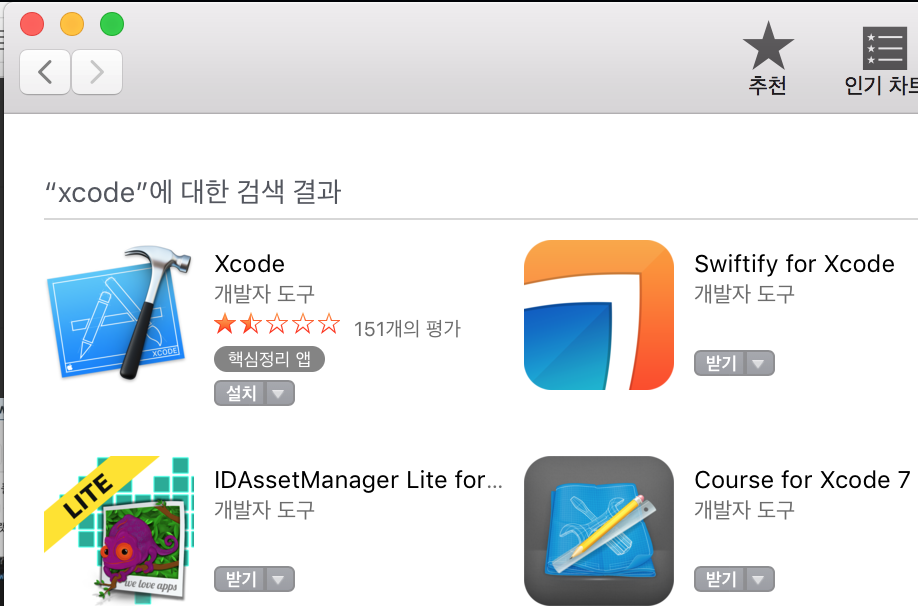 추천
인기 차트
“xcode”에 대한 검색 결과
XCODE
Xcode
개발자 도구
151개의 평가
핵심정리 앱
설치
Swiftify for Xcode
개발자 도구
받기
LITE
we love apps
IDAssetManager Lite for...
개발자 도구
받기
Course for Xcode 7
개발자 도구
받기